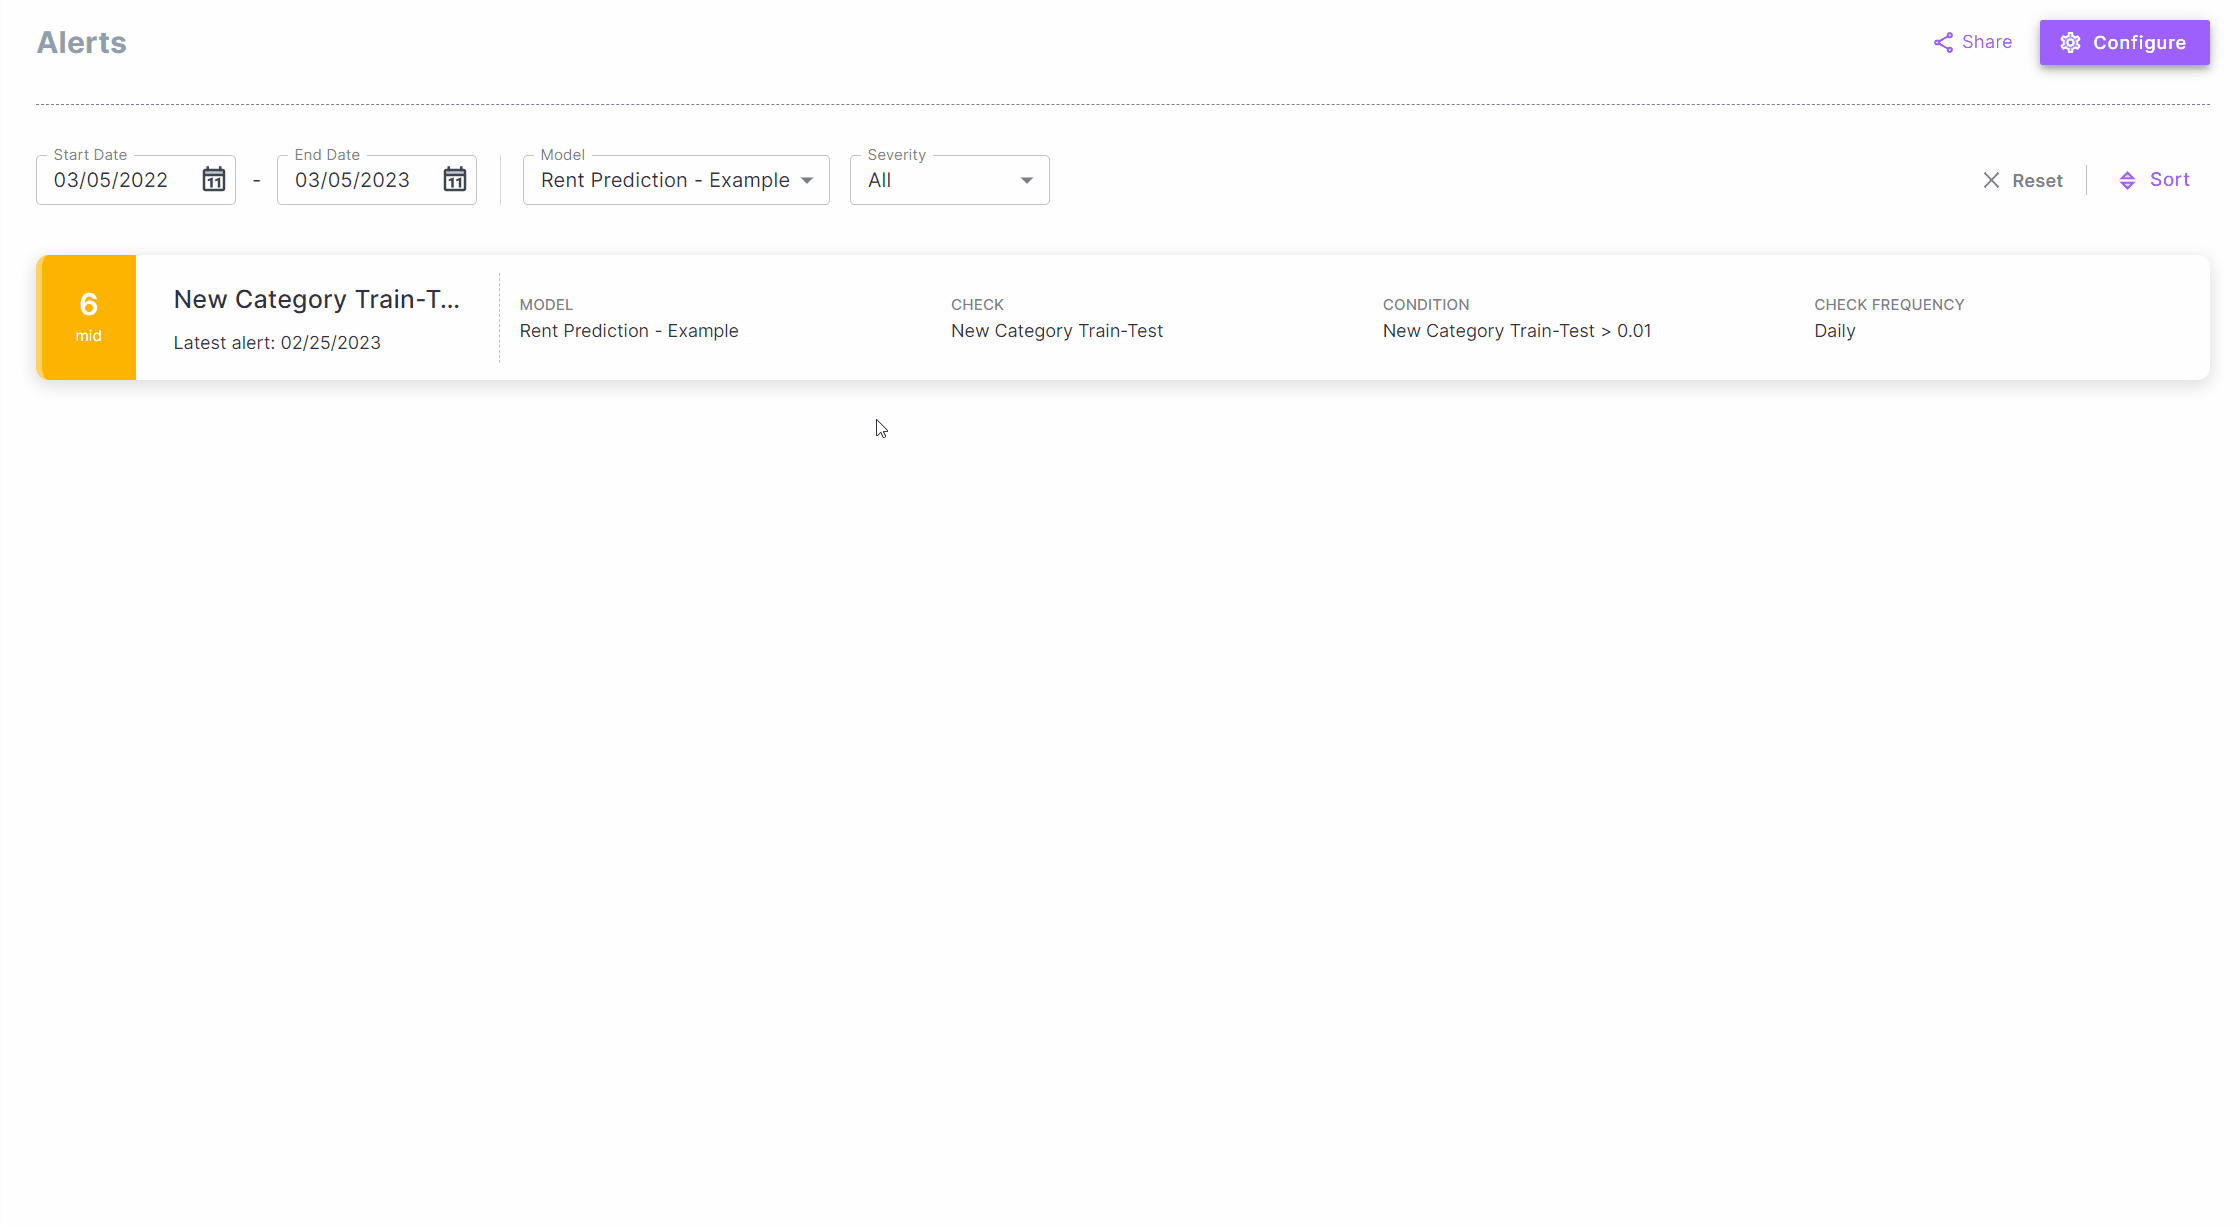 Alerts
Share
Configure
Start Date
03/05/2022
-
End Date
03/05/2023
Model
Rent Prediction - Example
Severity
All
Reset
Sort
6
mid
New Category Train-T...
Latest alert: 02/25/2023
MODEL
Rent Prediction - Example
CHECK
New Category Train-Test
CONDITION
New Category Train-Test > 0.01
CHECK FREQUENCY
Daily